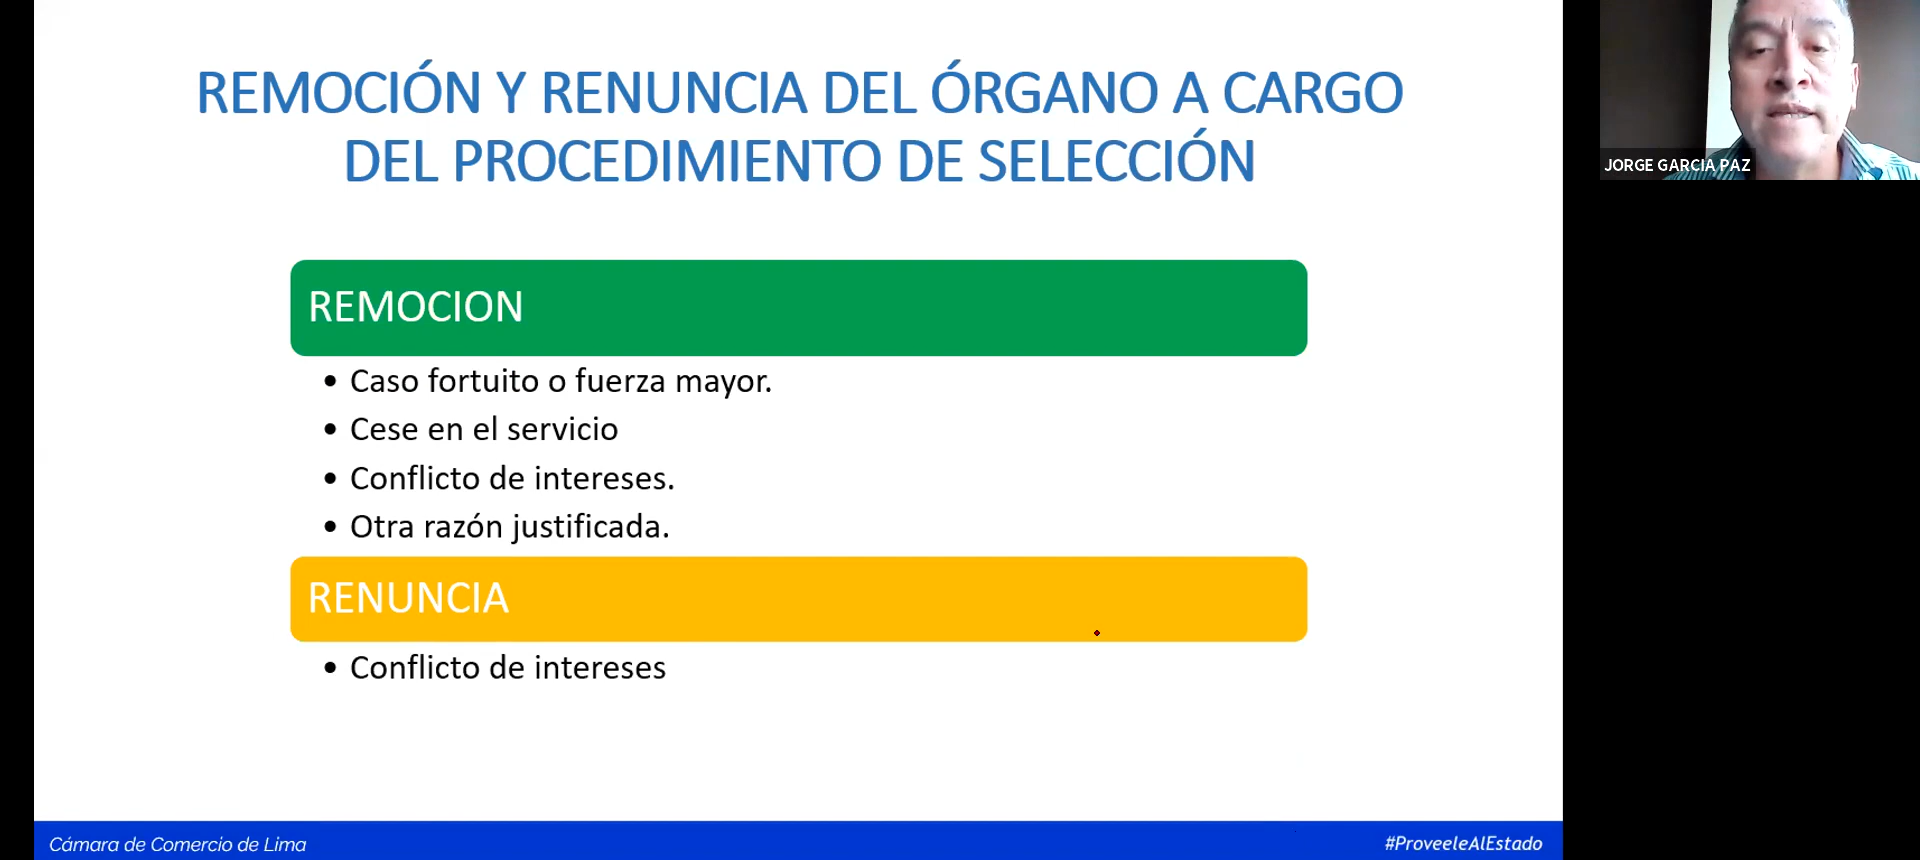 REMOCIÓN Y RENUNCIA DEL ÓRGANO A CARGO
DEL PROCEDIMIENTO DE SELECCIÓN
REMOCION
• Caso fortuito o fuerza mayor.
• Cese en el servicio
• Conflicto de intereses.
• Otra razón justificada.
RENUNCIA
• Conflicto de intereses
Cámara de Comercio de Lima
#ProveeleAlEstado
JORGE GARCIA PAZ